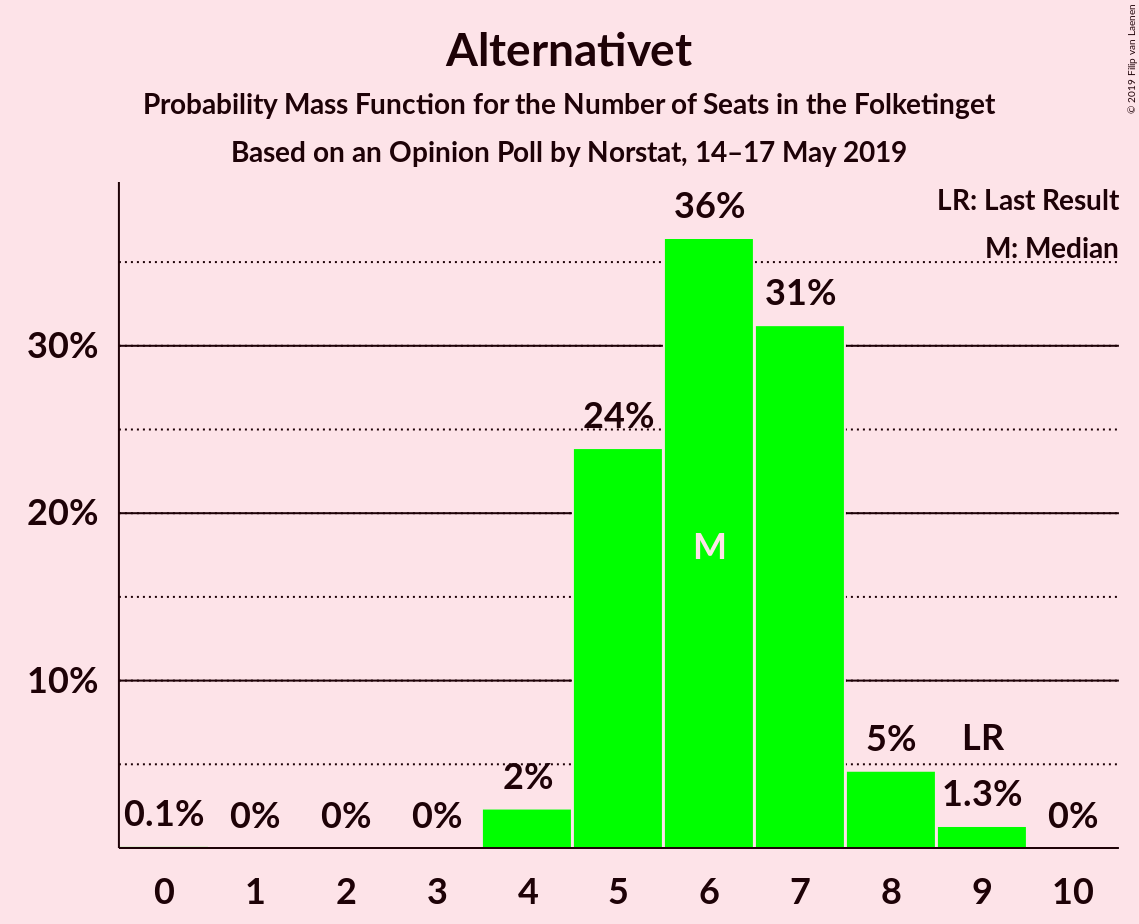 Alternativet
Probability Mass Function for the Number of Seats in the Folketinget
Based on an Opinion Poll by Norstat, 14–17 May 2019
© 2019 Filip van Laenen
LR: Last Result
M: Median
30%
20%
10%
0.1%
0%
0%
0%
2%
24%
36%
M
31%
5%
LR
1.3%
0%
0 1 2 3 4 5 6 7 8 9 10